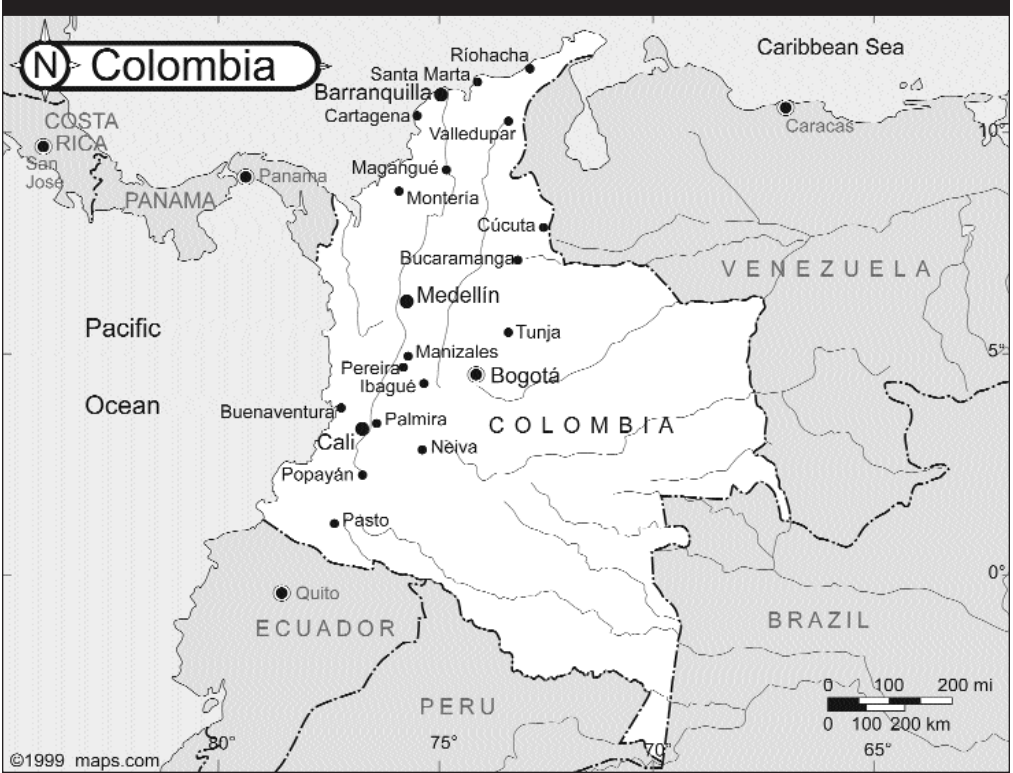 N Colombia
Caribbean Sea
Ríohacha
Santa Marta
Barranquilla
Cartagena
Valledupar
Caracas
10°
COSTA
RICA
San
José
Panama
PANAMA
Magangué
Montería
Cúcuta
Bucaramanga
VENEZUELA
Medellín
Pacific
Ocean
Tunja
5°
Manizales
Pereira
Ibagué
Bogotá
Buenaventura
Palmira
COLOMBIA
Cali
Neiva
Popayán
Pasto
0°
Quito
ECUADOR
BRAZIL
PERU
0 100 200 mi
0 100 200 km
80° 75° 70° 65°
©1999 maps.com